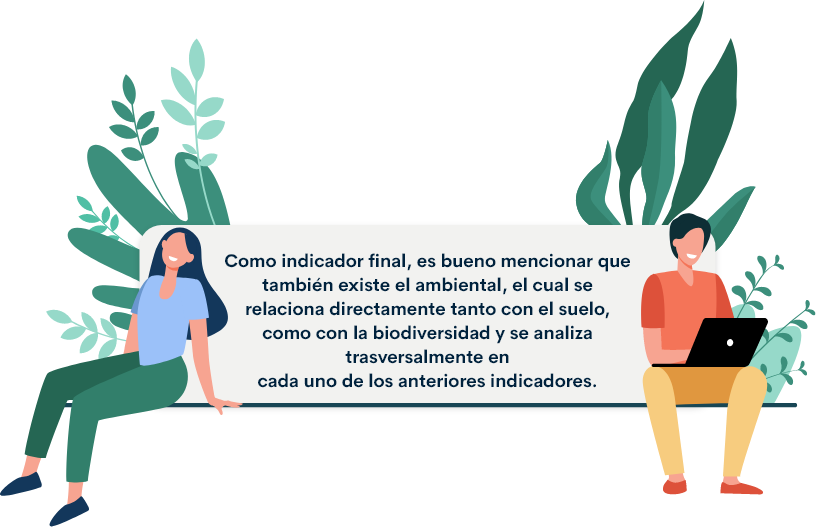 Como indicador final, es bueno mencionar que
también existe el ambiental, el cual se
relaciona directamente tanto con el suelo,
como con la biodiversidad y se analiza
trasversalmente en
cada uno de los anteriores indicadores.